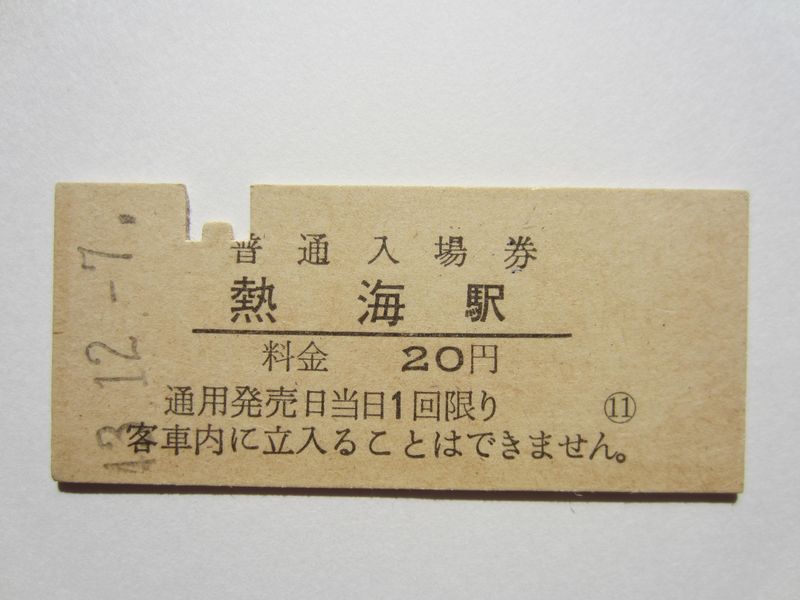 43.12.-7.
普通入場券
熱海駅
料金 20円
通用発売日当日1回限り ⑪
客車内に立入ることはできません。